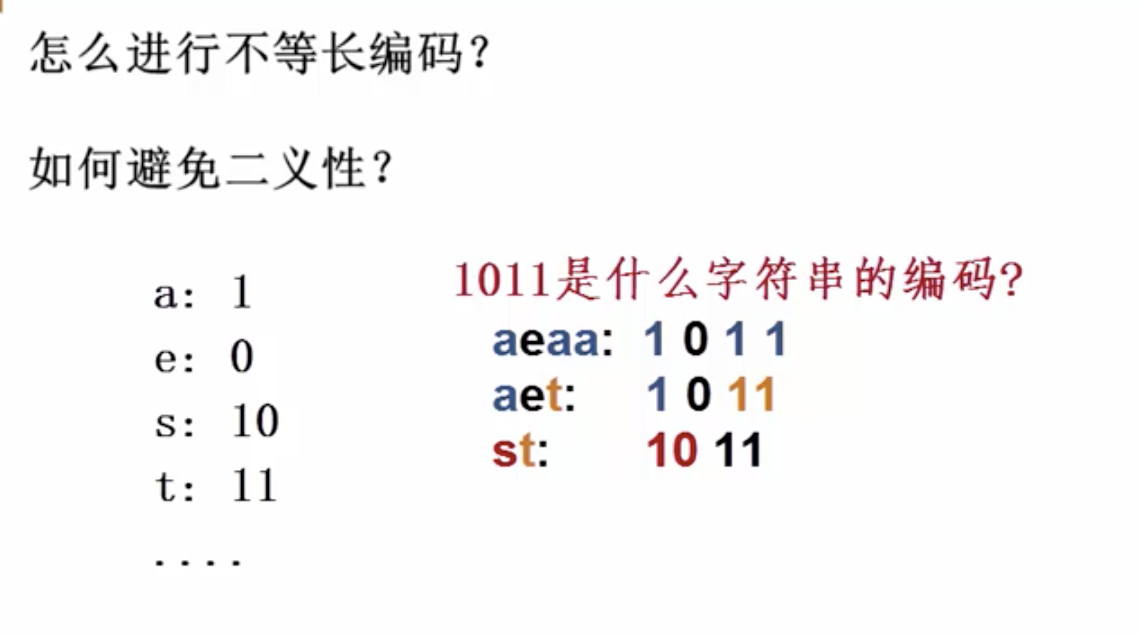 怎么进行不等长编码？
如何避免二义性？
a: 1
e: 0
s: 10
t: 11
....
1011是什么字符串的编码?
aeaa: 1 0 1 1
aet: 1 0 11
st: 10 11